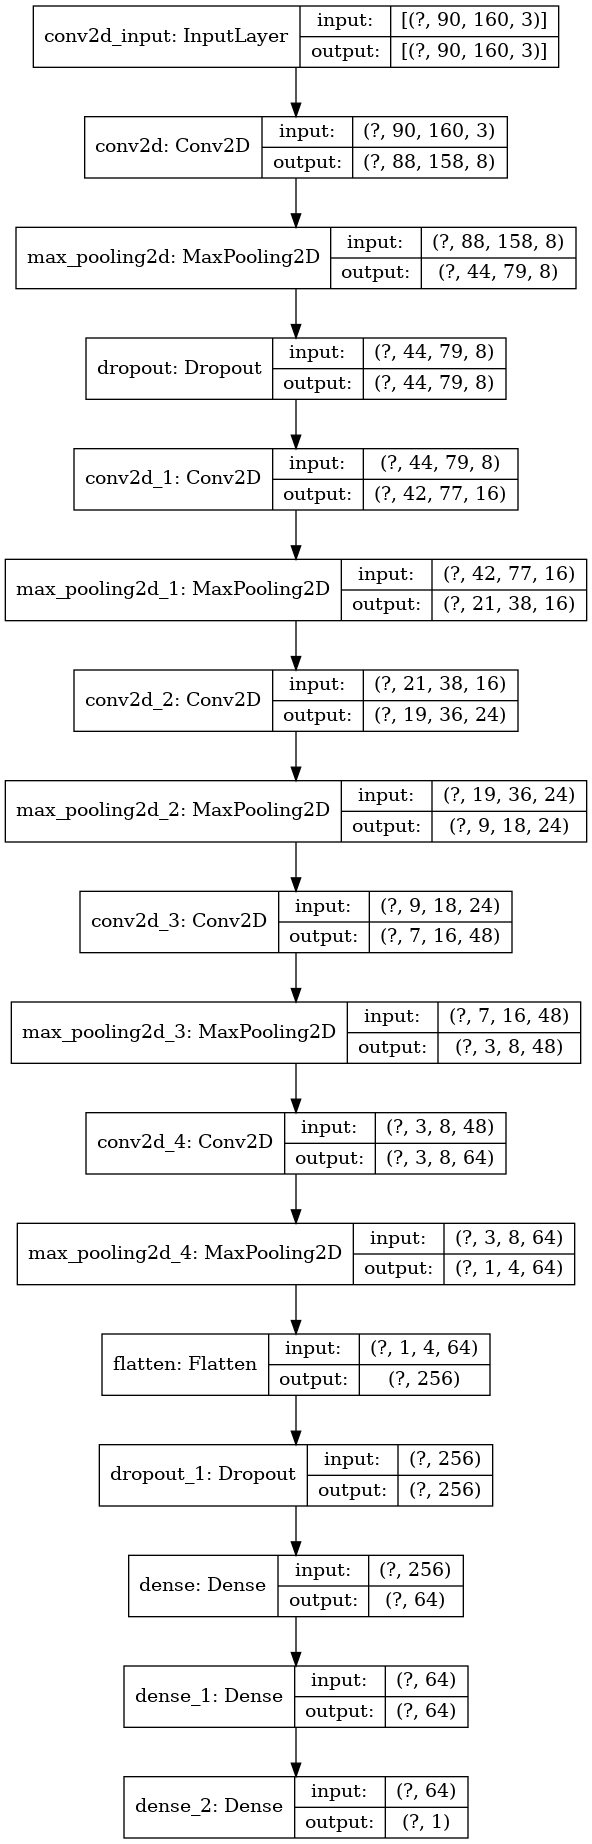 conv2d_input: InputLayer
input:
[(?, 90, 160, 3)]
output:
[(?, 90, 160, 3)]
conv2d: Conv2D
input:
(?, 90, 160, 3)
output:
(?, 88, 158, 8)
max_pooling2d: MaxPooling2D
input:
(?, 88, 158, 8)
output:
(?, 44, 79, 8)
dropout: Dropout
input:
(?, 44, 79, 8)
output:
(?, 44, 79, 8)
conv2d_1: Conv2D
input:
(?, 44, 79, 8)
output:
(?, 42, 77, 16)
max_pooling2d_1: MaxPooling2D
input:
(?, 42, 77, 16)
output:
(?, 21, 38, 16)
conv2d_2: Conv2D
input:
(?, 21, 38, 16)
output:
(?, 19, 36, 24)
max_pooling2d_2: MaxPooling2D
input:
(?, 19, 36, 24)
output:
(?, 9, 18, 24)
conv2d_3: Conv2D
input:
(?, 9, 18, 24)
output:
(?, 7, 16, 48)
max_pooling2d_3: MaxPooling2D
input:
(?, 7, 16, 48)
output:
(?, 3, 8, 48)
conv2d_4: Conv2D
input:
(?, 3, 8, 48)
output:
(?, 3, 8, 64)
max_pooling2d_4: MaxPooling2D
input:
(?, 3, 8, 64)
output:
(?, 1, 4, 64)
flatten: Flatten
input:
(?, 1, 4, 64)
output:
(?, 256)
dropout_1: Dropout
input:
(?, 256)
output:
(?, 256)
dense: Dense
input:
(?, 256)
output:
(?, 64)
dense_1: Dense
input:
(?, 64)
output:
(?, 64)
dense_2: Dense
input:
(?, 64)
output:
(?, 1)